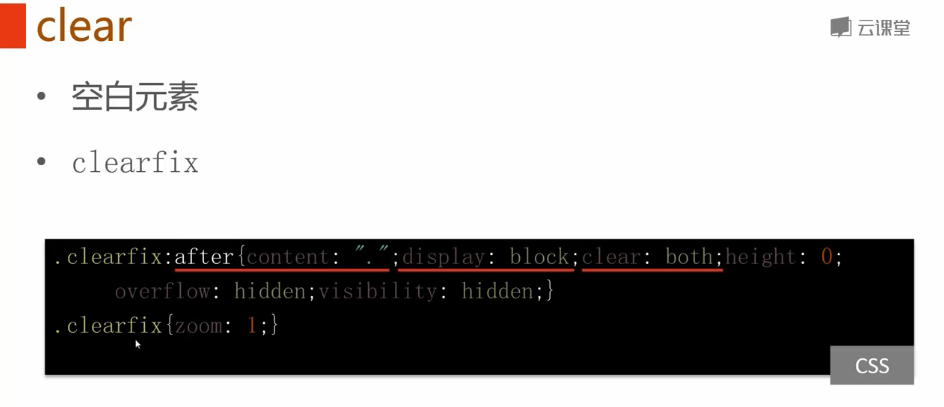 clear
云课堂
• 空白元素
• clearfix
.clearfix:after{content: ".";display: block;clear: both;height: 0;
overflow: hidden;visibility: hidden;}
.clearfix{zoom: 1;}
CSS